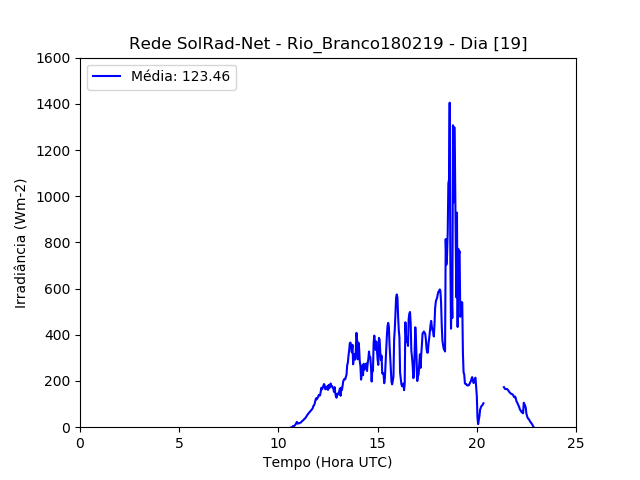 Rede SolRad-Net - Rio_Branco180219 - Dia [19]
Média: 123.46
Irradiância (Wm-2)
1600
1400
1200
1000
800
600
400
200
0
0 5 10 15 20 25
Tempo (Hora UTC)